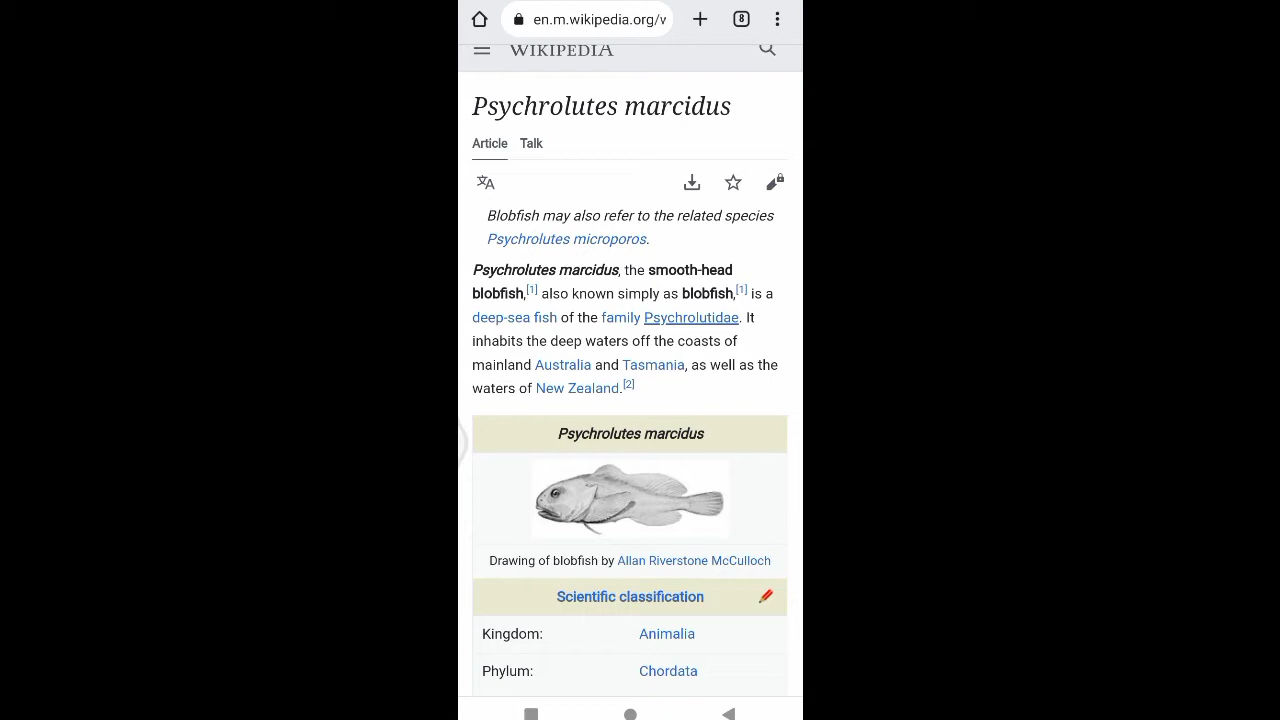 en.m.wikipedia.org/v
8
WIKIPEDIA
Psychrolutes marcidus
Article Talk
Blobfish may also refer to the related species
Psychrolutes microporos.
Psychrolutes marcidus, the smooth-head
blobfish,[1] also known simply as blobfish,[1] is a
deep-sea fish of the family Psychrolutidae. It
inhabits the deep waters off the coasts of
mainland Australia and Tasmania, as well as the
waters of New Zealand.[2]
Psychrolutes marcidus
Drawing of blobfish by Allan Riverstone McCulloch
Scientific classification
Kingdom: Animalia
Phylum: Chordata